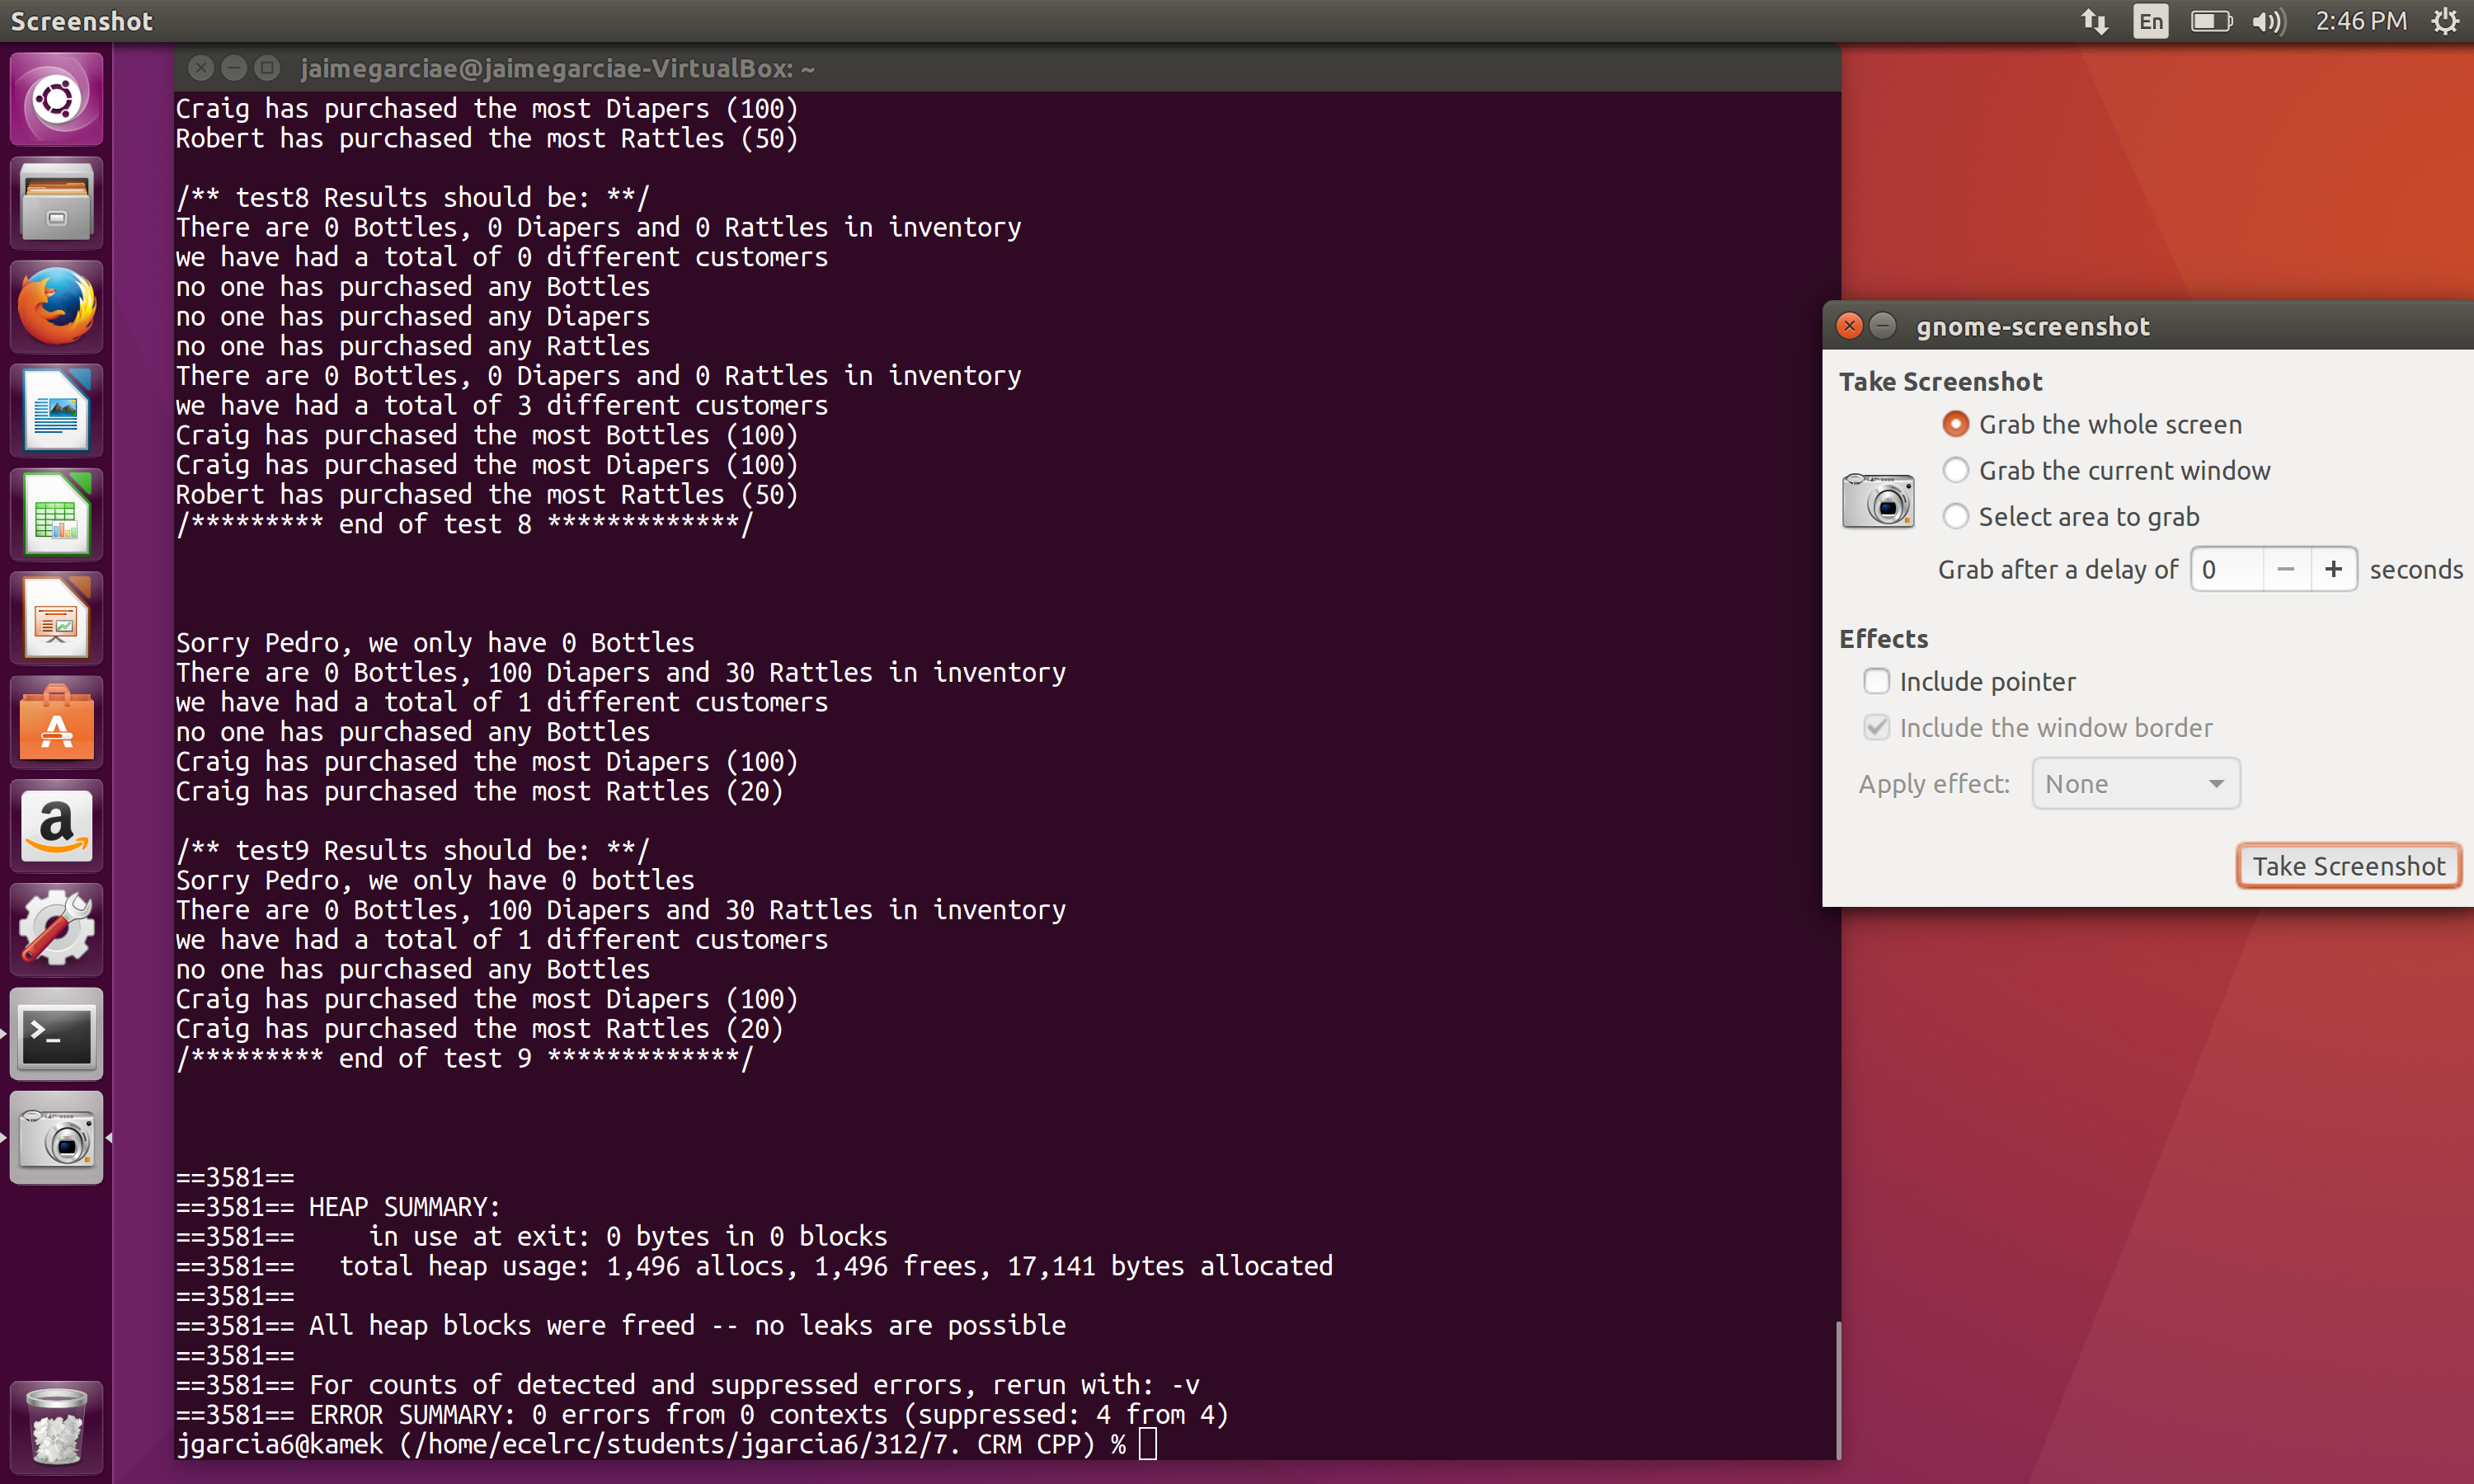 Screenshot
En
2:46 PM
jaimegarciae@jaimegarciae-VirtualBox: ~
Craig has purchased the most Diapers (100)
Robert has purchased the most Rattles (50)
/** test8 Results should be: **/
There are 0 Bottles, 0 Diapers and 0 Rattles in inventory
we have had a total of 0 different customers
no one has purchased any Bottles
no one has purchased any Diapers
no one has purchased any Rattles
There are 0 Bottles, 0 Diapers and 0 Rattles in inventory
we have had a total of 3 different customers
Craig has purchased the most Bottles (100)
Craig has purchased the most Diapers (100)
Robert has purchased the most Rattles (50)
/********* end of test 8 *************/
Sorry Pedro, we only have 0 Bottles
There are 0 Bottles, 100 Diapers and 30 Rattles in inventory
we have had a total of 1 different customers
no one has purchased any Bottles
Craig has purchased the most Diapers (100)
Craig has purchased the most Rattles (20)
/** test9 Results should be: **/
Sorry Pedro, we only have 0 bottles
There are 0 Bottles, 100 Diapers and 30 Rattles in inventory
we have had a total of 1 different customers
no one has purchased any Bottles
Craig has purchased the most Diapers (100)
Craig has purchased the most Rattles (20)
/********* end of test 9 *************/
==3581==
==3581== HEAP SUMMARY:
==3581==     in use at exit: 0 bytes in 0 blocks
==3581==   total heap usage: 1,496 allocs, 1,496 frees, 17,141 bytes allocated
==3581==
==3581== All heap blocks were freed -- no leaks are possible
==3581==
==3581== For counts of detected and suppressed errors, rerun with: -v
==3581== ERROR SUMMARY: 0 errors from 0 contexts (suppressed: 4 from 4)
jgarcia6@kamek (/home/ecelrc/students/jgarcia6/312/7. CRM CPP) %
gnome-screenshot
Take Screenshot
Grab the whole screen
Grab the current window
Select area to grab
Grab after a delay of 0 − + seconds
Effects
Include pointer
Include the window border
Apply effect: None
Take Screenshot